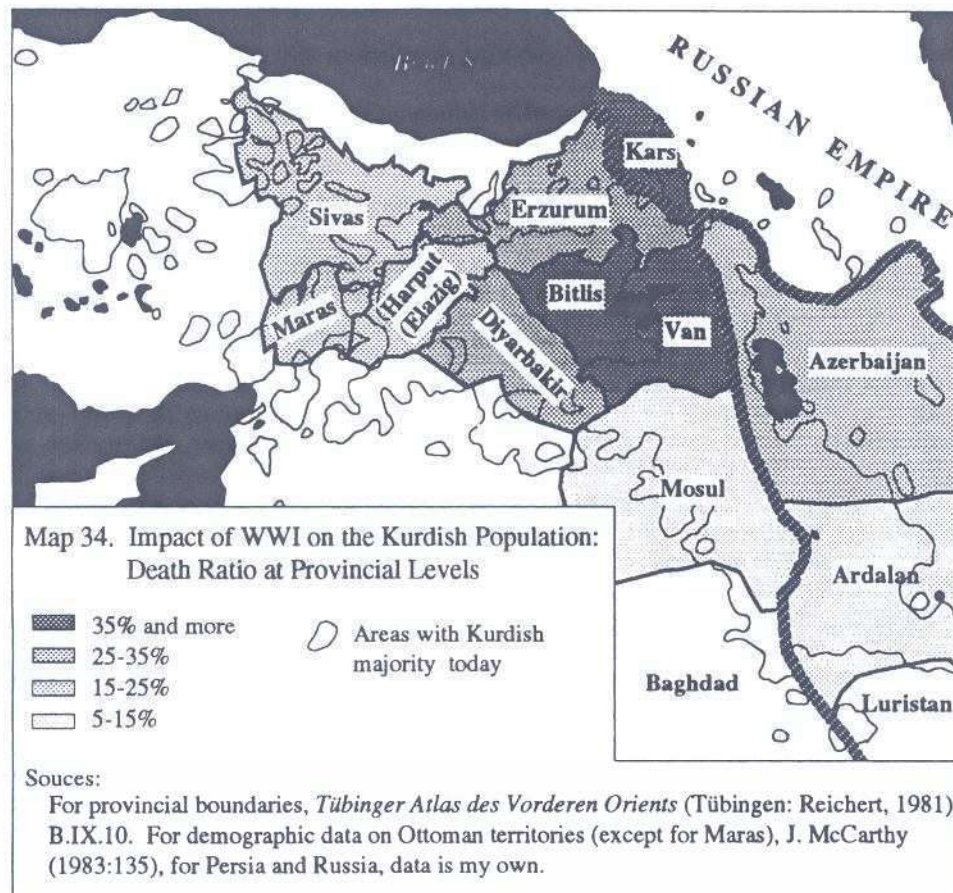 RUSSIAN EMPIRE
Kars
Sivas
Erzurum
Maras
(Harput
(Elazig)
Bitlis
Van
Diyarbakir
Azerbaijan
Mosul
Ardalan
Baghdad
Luristan
Map 34. Impact of WWI on the Kurdish Population:
Death Ratio at Provincial Levels
35% and more
25-35%
15-25%
5-15%
Areas with Kurdish
majority today
Souces:
For provincial boundaries, Tübinger Atlas des Vorderen Orients (Tübingen: Reichert, 1981)
B.IX.10. For demographic data on Ottoman territories (except for Maras), J. McCarthy
(1983:135), for Persia and Russia, data is my own.